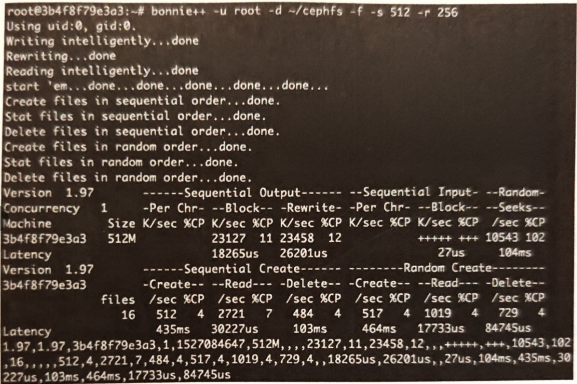 root@3b4f8f79e3a3:~# bonnie++ -u root -d ~/cephfs -f -s 512 -r 256
Using uid:0, gid:0.
Writing intelligently...done
Rewriting...done
Reading intelligently...done
start 'em...done...done...done...done...done...
Create files in sequential order...done.
Stat files in sequential order...done.
Delete files in sequential order...done.
Create files in random order...done.
Stat files in random order...done.
Delete files in random order...done.
Version 1.97 ------Sequential Output------ --Sequential Input- --Random-
Concurrency 1 -Per Chr- --Block-- -Rewrite- -Per Chr- --Block-- --Seeks--
Machine Size K/sec %CP K/sec %CP K/sec %CP K/sec %CP K/sec %CP /sec %CP
3b4f8f79e3a3 512M 23127 11 23458 12 +++++ +++ 10543 102
Latency 18265us 26201us 27us 104ms
Version 1.97 ------Sequential Create------ --------Random Create--------
3b4f8f79e3a3 -Create-- --Read--- -Delete-- -Create-- --Read--- -Delete--
files /sec %CP /sec %CP /sec %CP /sec %CP /sec %CP /sec %CP
16 512 4 2721 7 484 4 517 4 1019 4 729 4
Latency 435ms 30227us 103ms 464ms 17733us 84745us
1.97,1.97,3b4f8f79e3a3,1,1527084647,512M,,,,23127,11,23458,12,,,+++++,+++,10543,102
,16,,,,,512,4,2721,7,484,4,517,4,1019,4,729,4,,18265us,26201us,,27us,104ms,435ms,30
227us,103ms,464ms,17733us,84745us